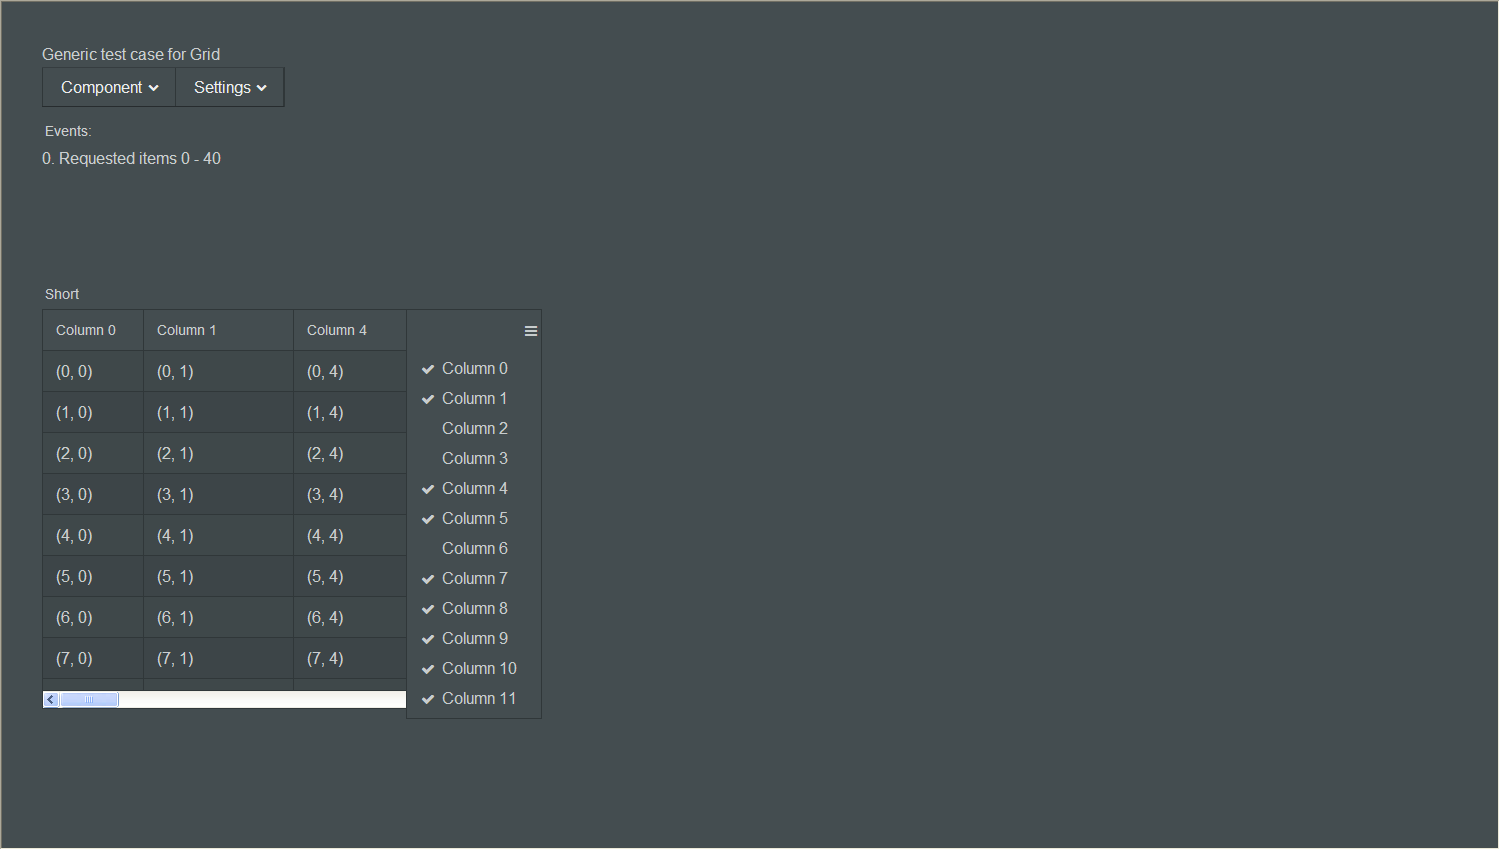 Generic test case for Grid
Component Settings
Events:
0. Requested items 0 - 40
Short
Column 0 Column 1 Column 4
(0, 0) (0, 1) (0, 4)
(1, 0) (1, 1) (1, 4)
(2, 0) (2, 1) (2, 4)
(3, 0) (3, 1) (3, 4)
(4, 0) (4, 1) (4, 4)
(5, 0) (5, 1) (5, 4)
(6, 0) (6, 1) (6, 4)
(7, 0) (7, 1) (7, 4)
Column 0
Column 1
Column 2
Column 3
Column 4
Column 5
Column 6
Column 7
Column 8
Column 9
Column 10
Column 11